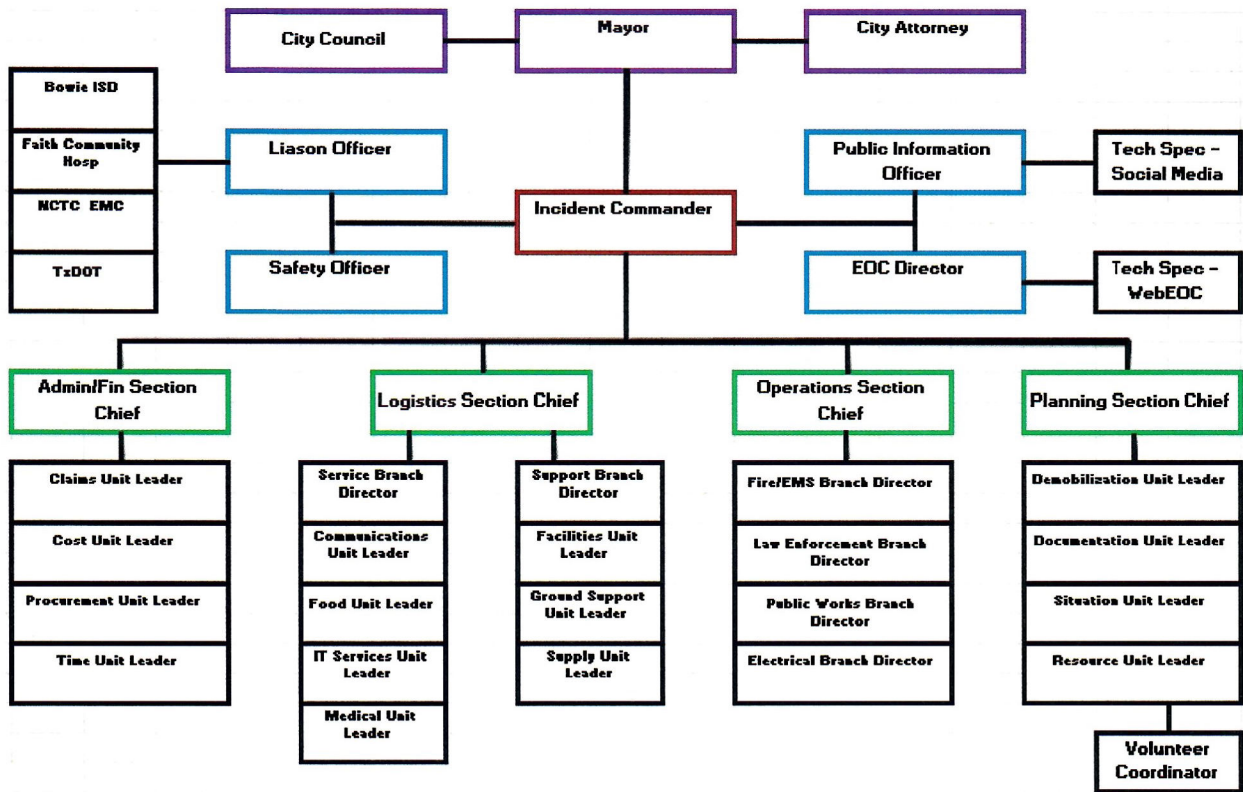 City Council
Mayor
City Attorney
Bowie ISD
Faith Community
Hosp
NCTC EMC
TxDOT
Liason Officer
Public Information
Officer
Tech Spec -
Social Media
Incident Commander
Safety Officer
EOC Director
Tech Spec -
WebEOC
Admin/Fin Section
Chief
Logistics Section Chief
Operations Section
Chief
Planning Section Chief
Claims Unit Leader
Cost Unit Leader
Procurement Unit Leader
Time Unit Leader
Service Branch
Director
Communications
Unit Leader
Food Unit Leader
IT Services Unit
Leader
Medical Unit
Leader
Support Branch
Director
Facilities Unit
Leader
Ground Support
Unit Leader
Supply Unit
Leader
Fire/EMS Branch Director
Law Enforcement Branch
Director
Public Works Branch
Director
Electrical Branch Director
Demobilization Unit Leader
Documentation Unit Leader
Situation Unit Leader
Resource Unit Leader
Volunteer
Coordinator